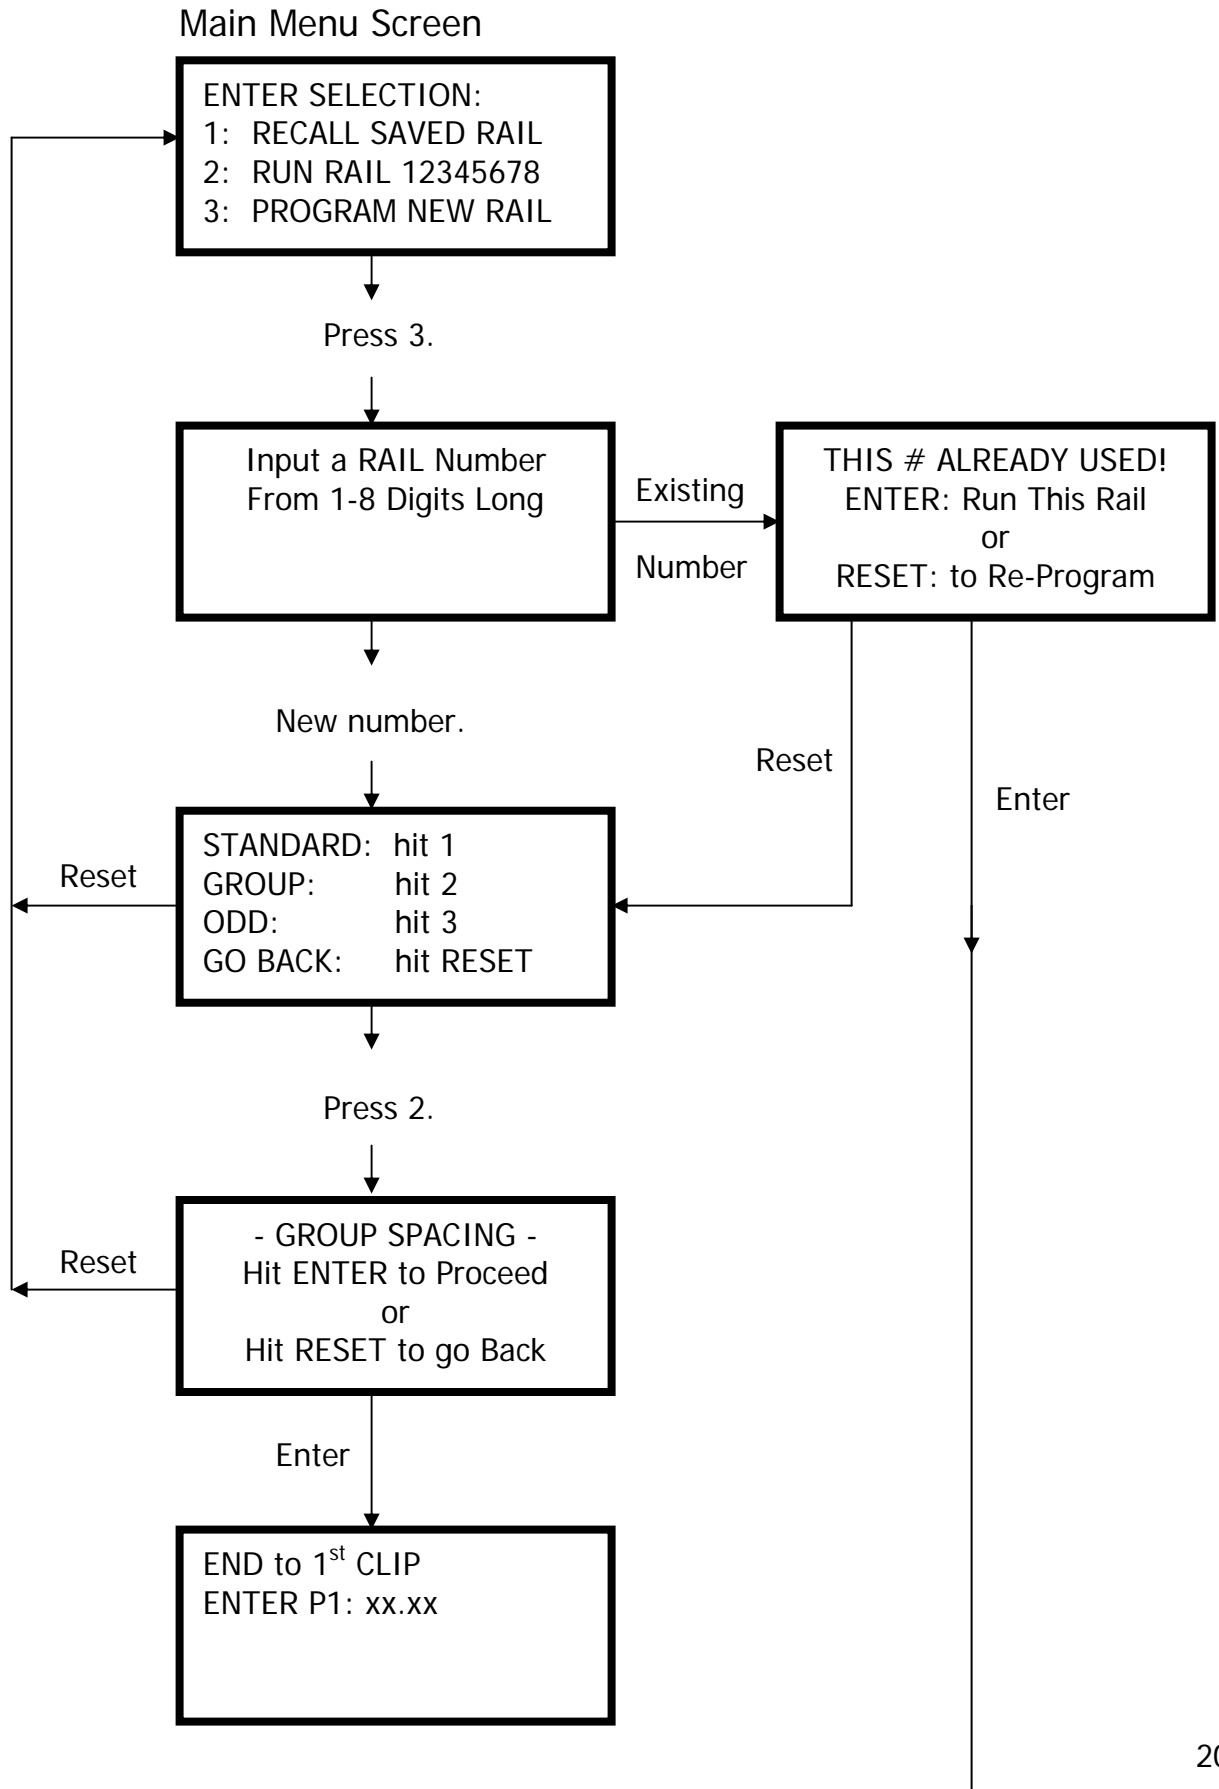 Main Menu Screen
ENTER SELECTION:
1: RECALL SAVED RAIL
2: RUN RAIL 12345678
3: PROGRAM NEW RAIL
Press 3.
Input a RAIL Number
From 1-8 Digits Long
Existing
Number
THIS # ALREADY USED!
ENTER: Run This Rail
or
RESET: to Re-Program
New number.
Reset
Enter
STANDARD: hit 1
GROUP: hit 2
ODD: hit 3
GO BACK: hit RESET
Reset
Press 2.
- GROUP SPACING -
Hit ENTER to Proceed
or
Hit RESET to go Back
Reset
Enter
END to 1st CLIP
ENTER P1: xx.xx
20